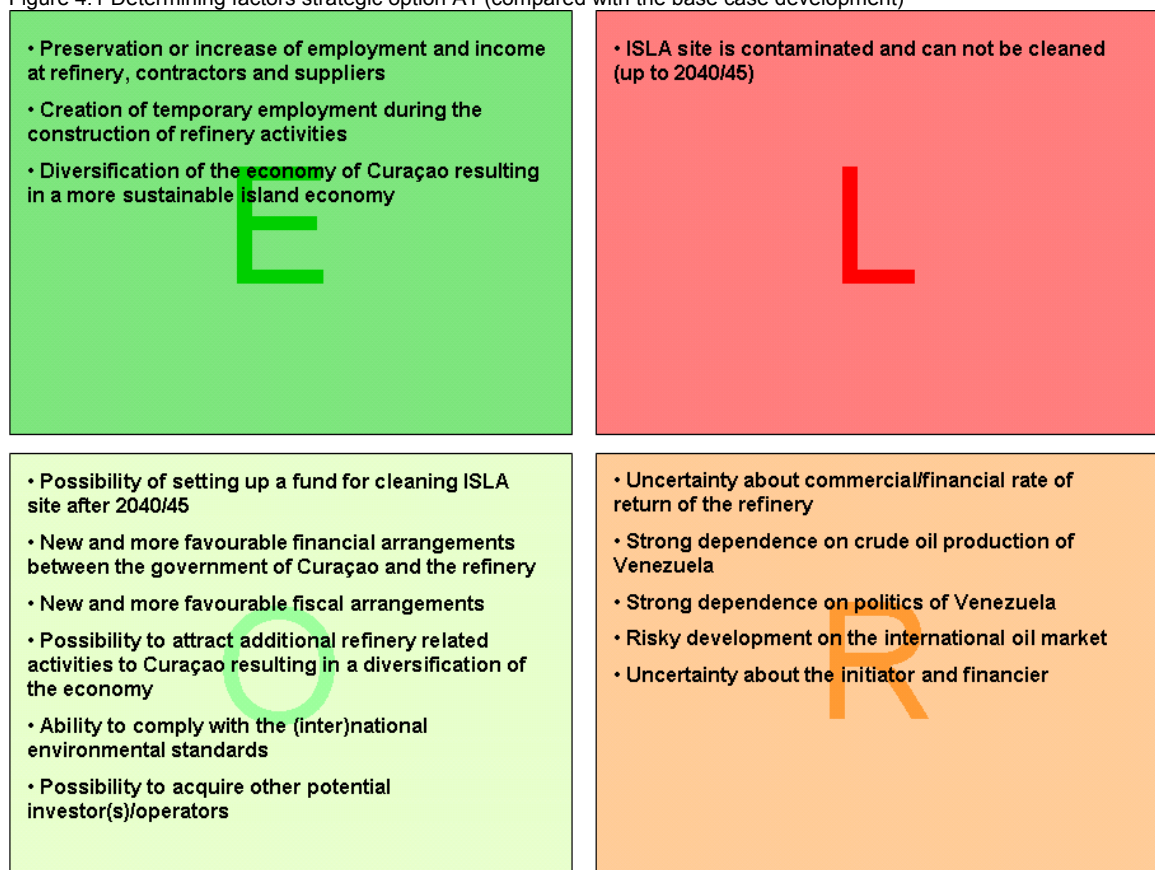 Figure 4.1 Determining factors strategic option A1 (compared with the base case development)
• Preservation or increase of employment and income
at refinery, contractors and suppliers
• Creation of temporary employment during the
construction of refinery activities
• Diversification of the economy of Curaçao resulting
in a more sustainable island economy
E
• ISLA site is contaminated and can not be cleaned
(up to 2040/45)
L
• Possibility of setting up a fund for cleaning ISLA
site after 2040/45
• New and more favourable financial arrangements
between the government of Curaçao and the refinery
• New and more favourable fiscal arrangements
• Possibility to attract additional refinery related
activities to Curaçao resulting in a diversification of
the economy
• Ability to comply with the (inter)national
environmental standards
• Possibility to acquire other potential
investor(s)/operators
O
• Uncertainty about commercial/financial rate of
return of the refinery
• Strong dependence on crude oil production of
Venezuela
• Strong dependence on politics of Venezuela
• Risky development on the international oil market
• Uncertainty about the initiator and financier
R